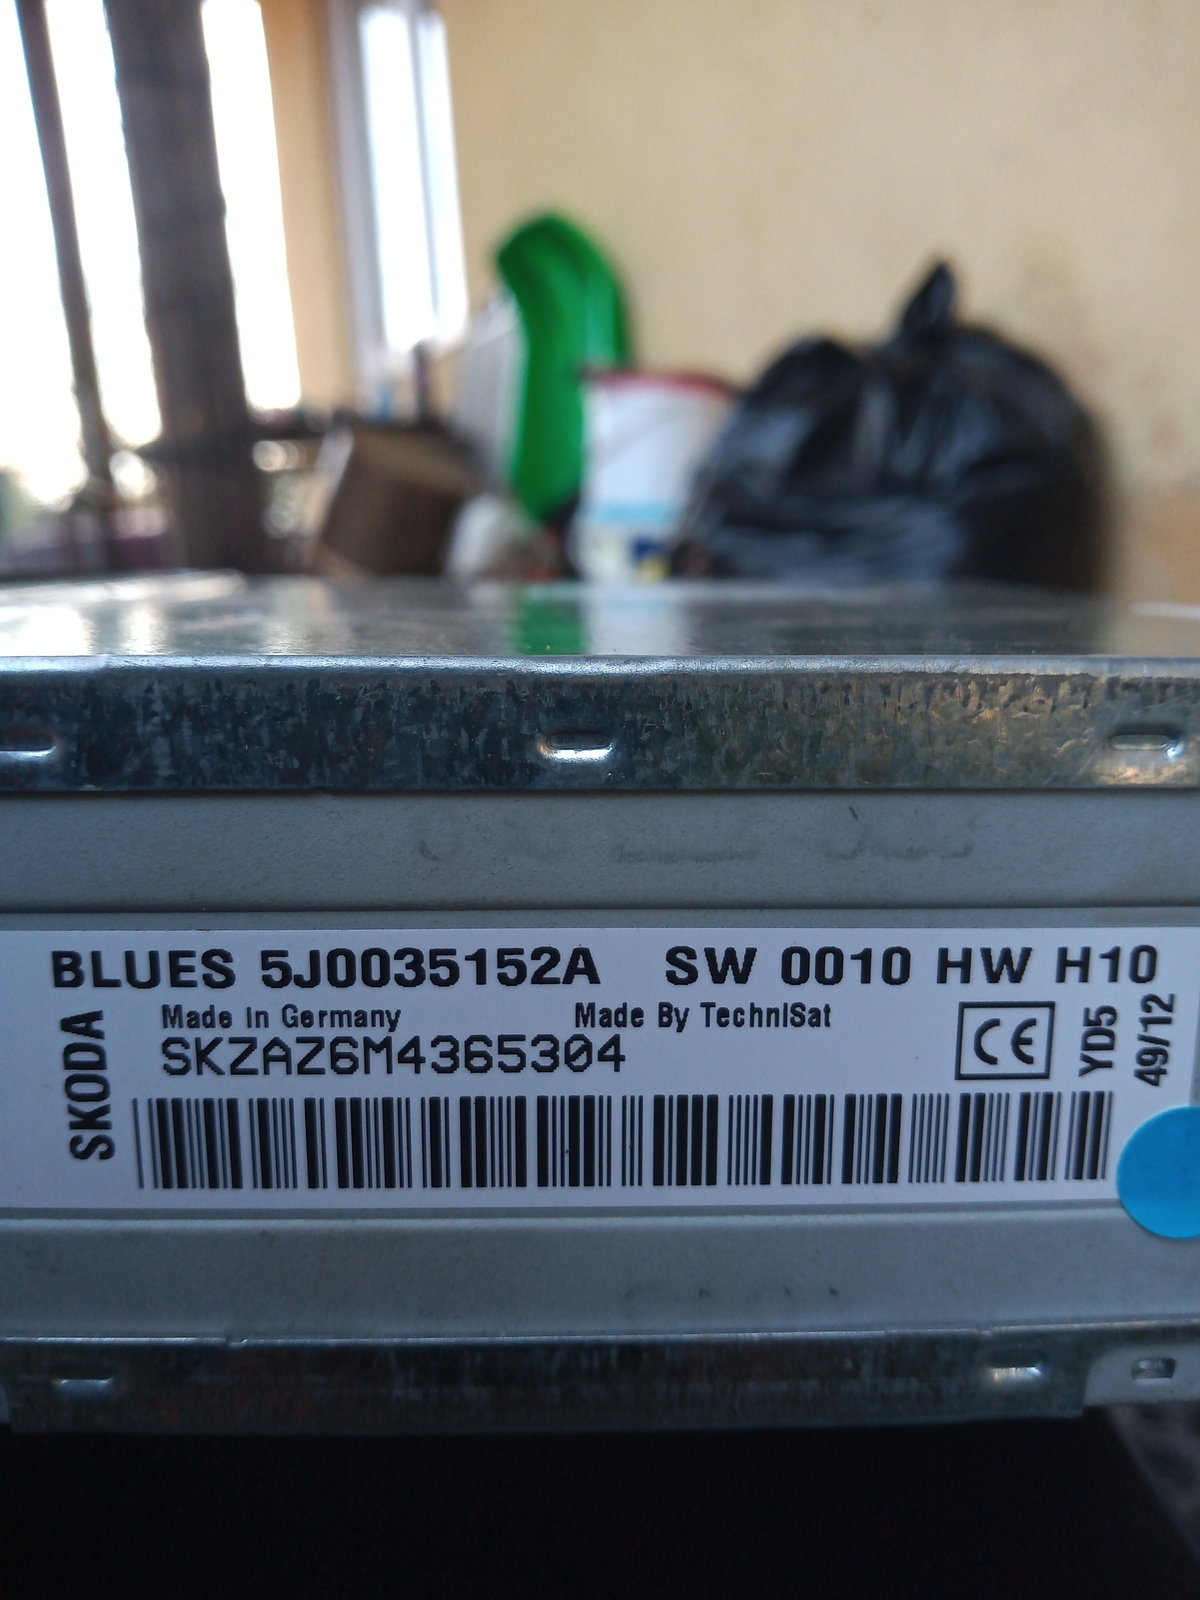 BLUES 5J0035152A SW 0010 HW H10
Made in Germany Made By TechniSat
SKZAZ6M4365304
SKODA
CE
YD5
49/12